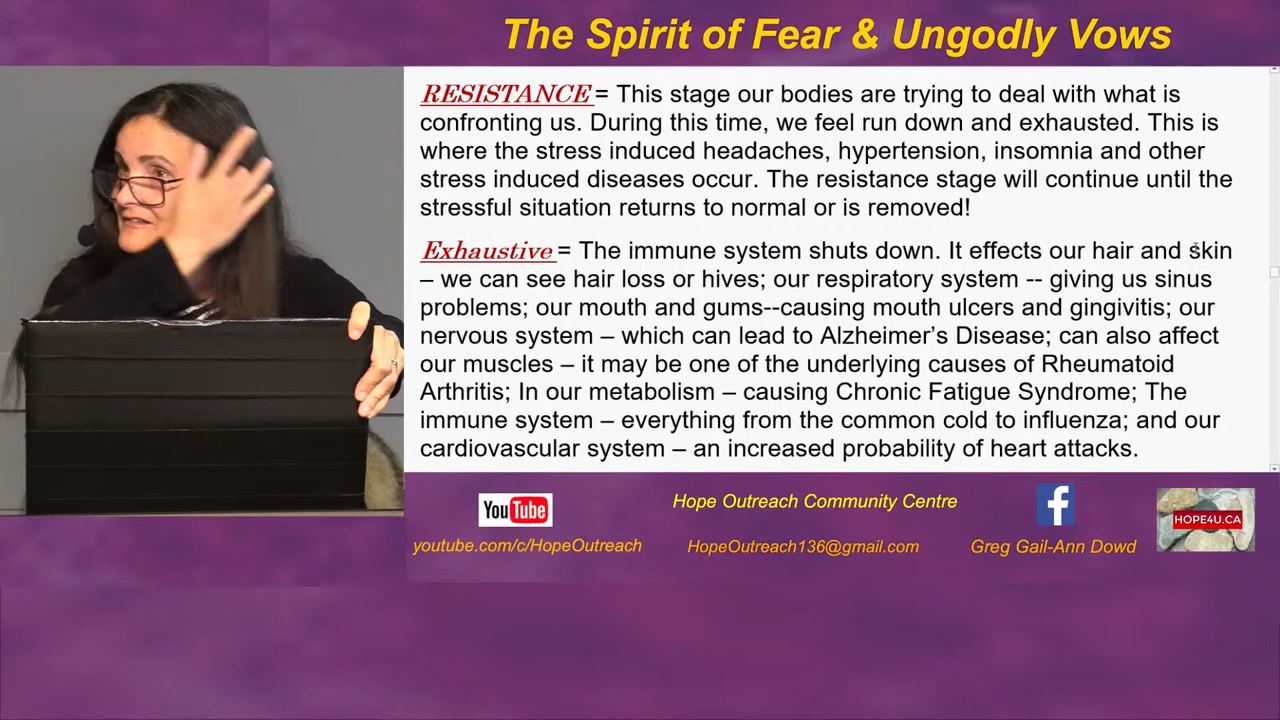 The Spirit of Fear & Ungodly Vows
RESISTANCE = This stage our bodies are trying to deal with what is
confronting us. During this time, we feel run down and exhausted. This is
where the stress induced headaches, hypertension, insomnia and other
stress induced diseases occur. The resistance stage will continue until the
stressful situation returns to normal or is removed!
Exhaustive = The immune system shuts down. It effects our hair and skin
– we can see hair loss or hives; our respiratory system -- giving us sinus
problems; our mouth and gums--causing mouth ulcers and gingivitis; our
nervous system – which can lead to Alzheimer’s Disease; can also affect
our muscles – it may be one of the underlying causes of Rheumatoid
Arthritis; In our metabolism – causing Chronic Fatigue Syndrome; The
immune system – everything from the common cold to influenza; and our
cardiovascular system – an increased probability of heart attacks.
YouTube
youtube.com/c/HopeOutreach
Hope Outreach Community Centre
HopeOutreach136@gmail.com
f
Greg Gail-Ann Dowd
HOPE4U.CA